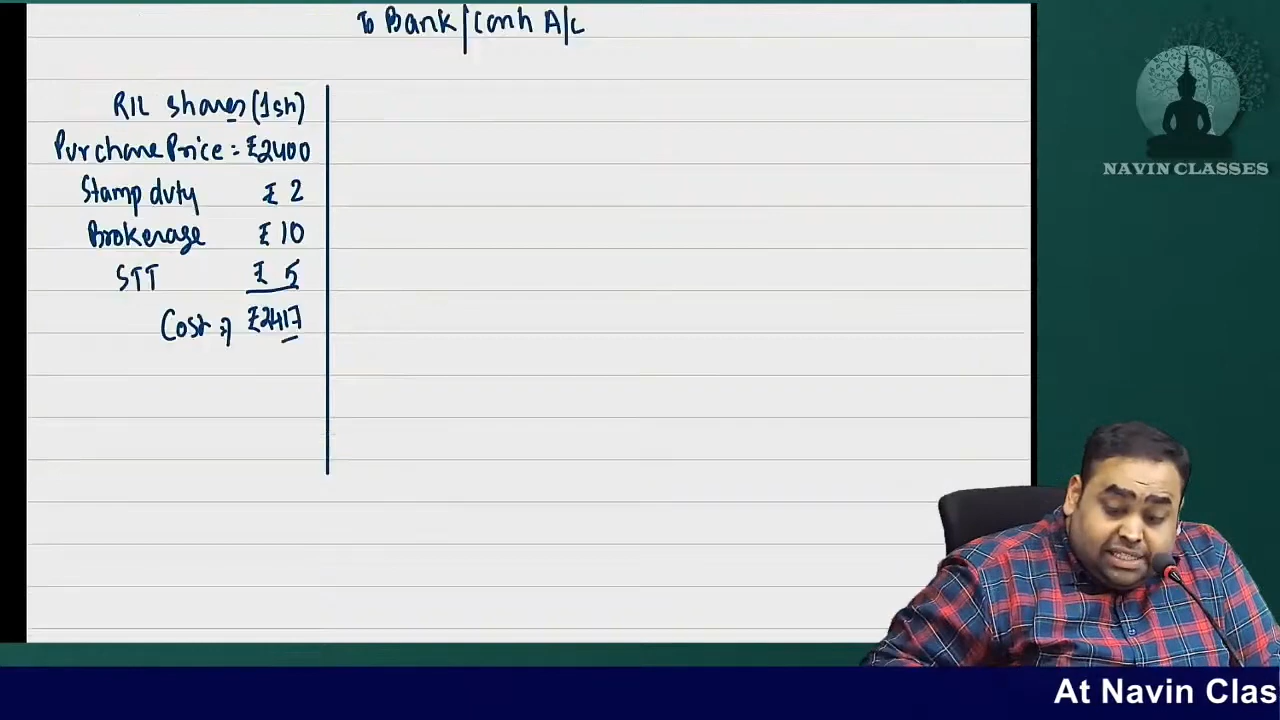 To Bank/Cash A/c
RIL shares (1sh)
Purchase Price = ₹2400
Stamp duty ₹ 2
Brokerage ₹ 10
STT ₹ 5
Cost ⇒ ₹2417
NAVIN CLASSES
At Navin Clas